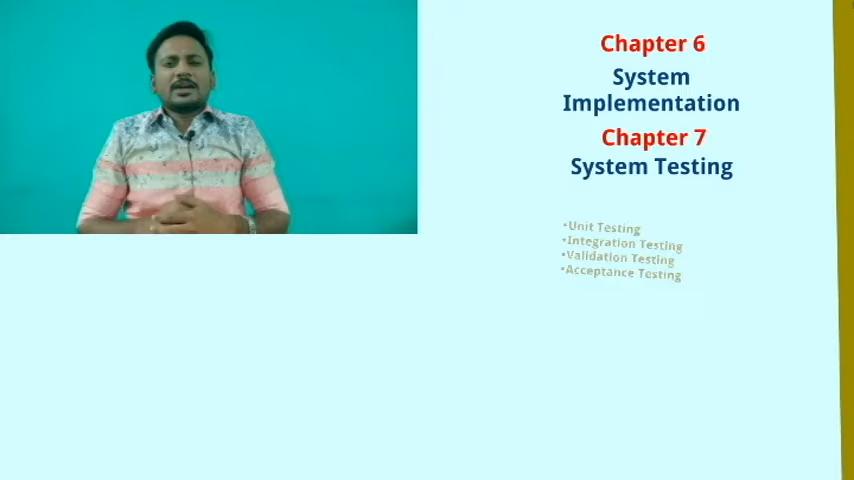 Chapter 6
System
Implementation
Chapter 7
System Testing
•Unit Testing
•Integration Testing
•Validation Testing
•Acceptance Testing